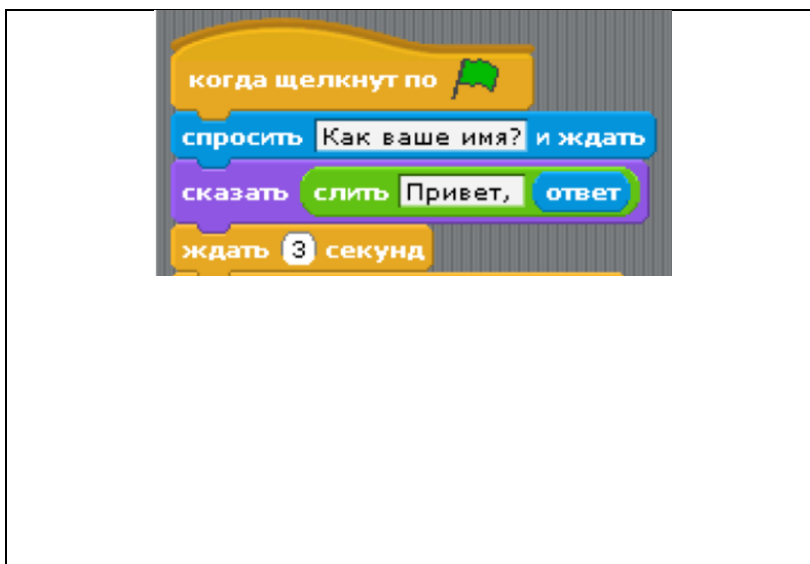 когда щелкнут по
спросить Как ваше имя? и ждать
сказать слить Привет, ответ
ждать 3 секунд